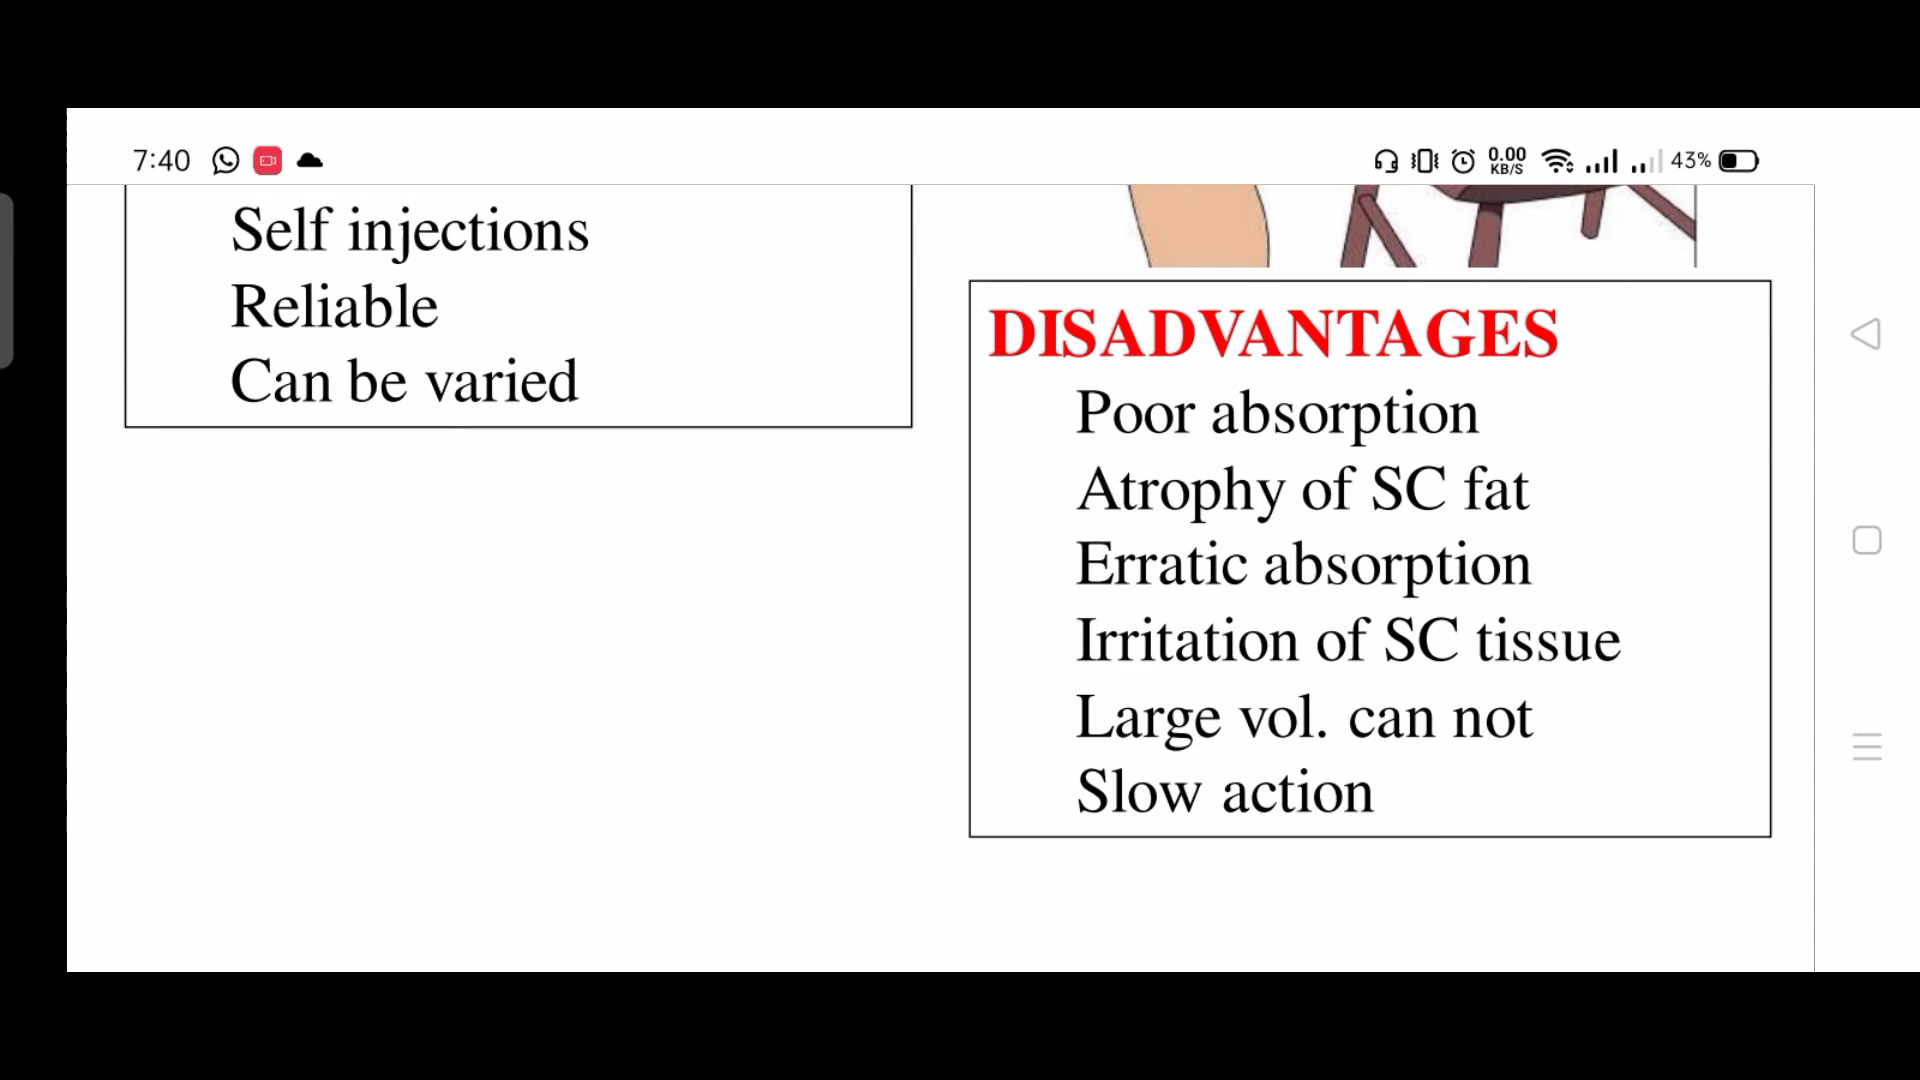 7:40
0.00
KB/S
43%
Self injections
Reliable
Can be varied
DISADVANTAGES
Poor absorption
Atrophy of SC fat
Erratic absorption
Irritation of SC tissue
Large vol. can not
Slow action